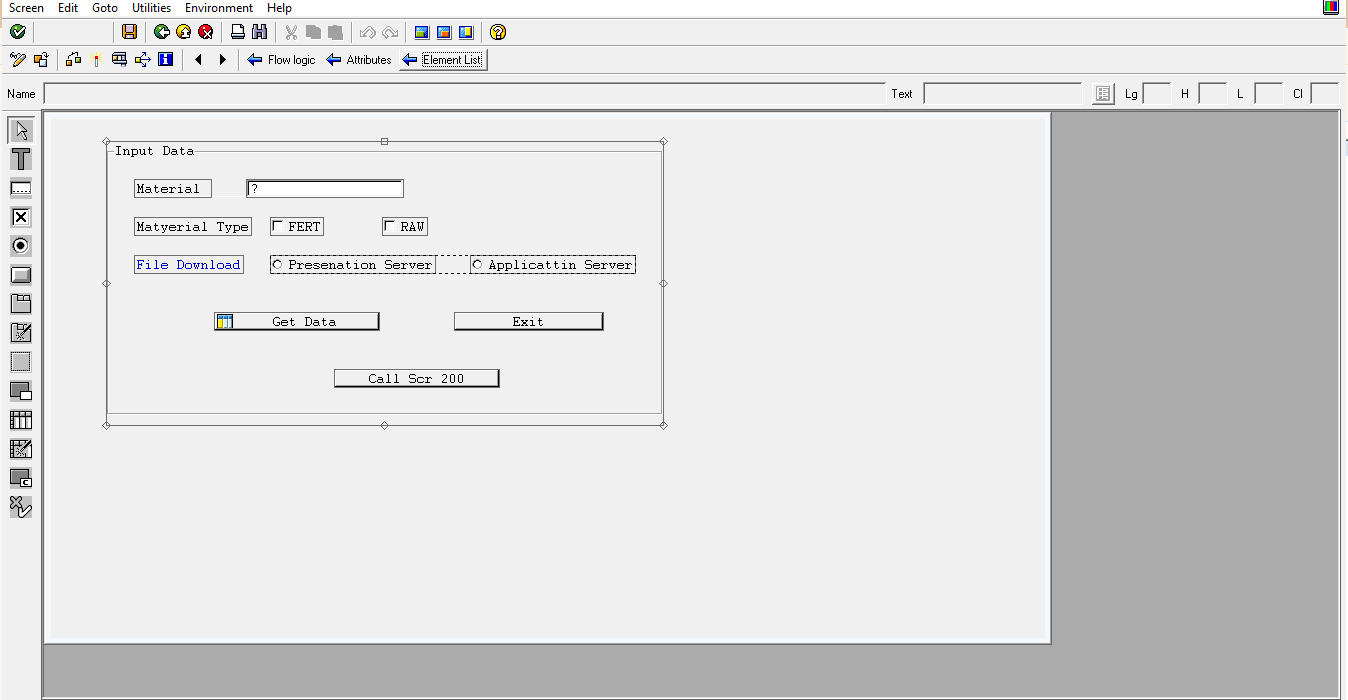 Screen Edit Goto Utilities Environment Help
Flow logic Attributes Element List
Name Text Lg H L Cl
Input Data
Material ?
Matyerial Type FERT RAW
File Download Presenation Server Applicattin Server
Get Data Exit
Call Scr 200